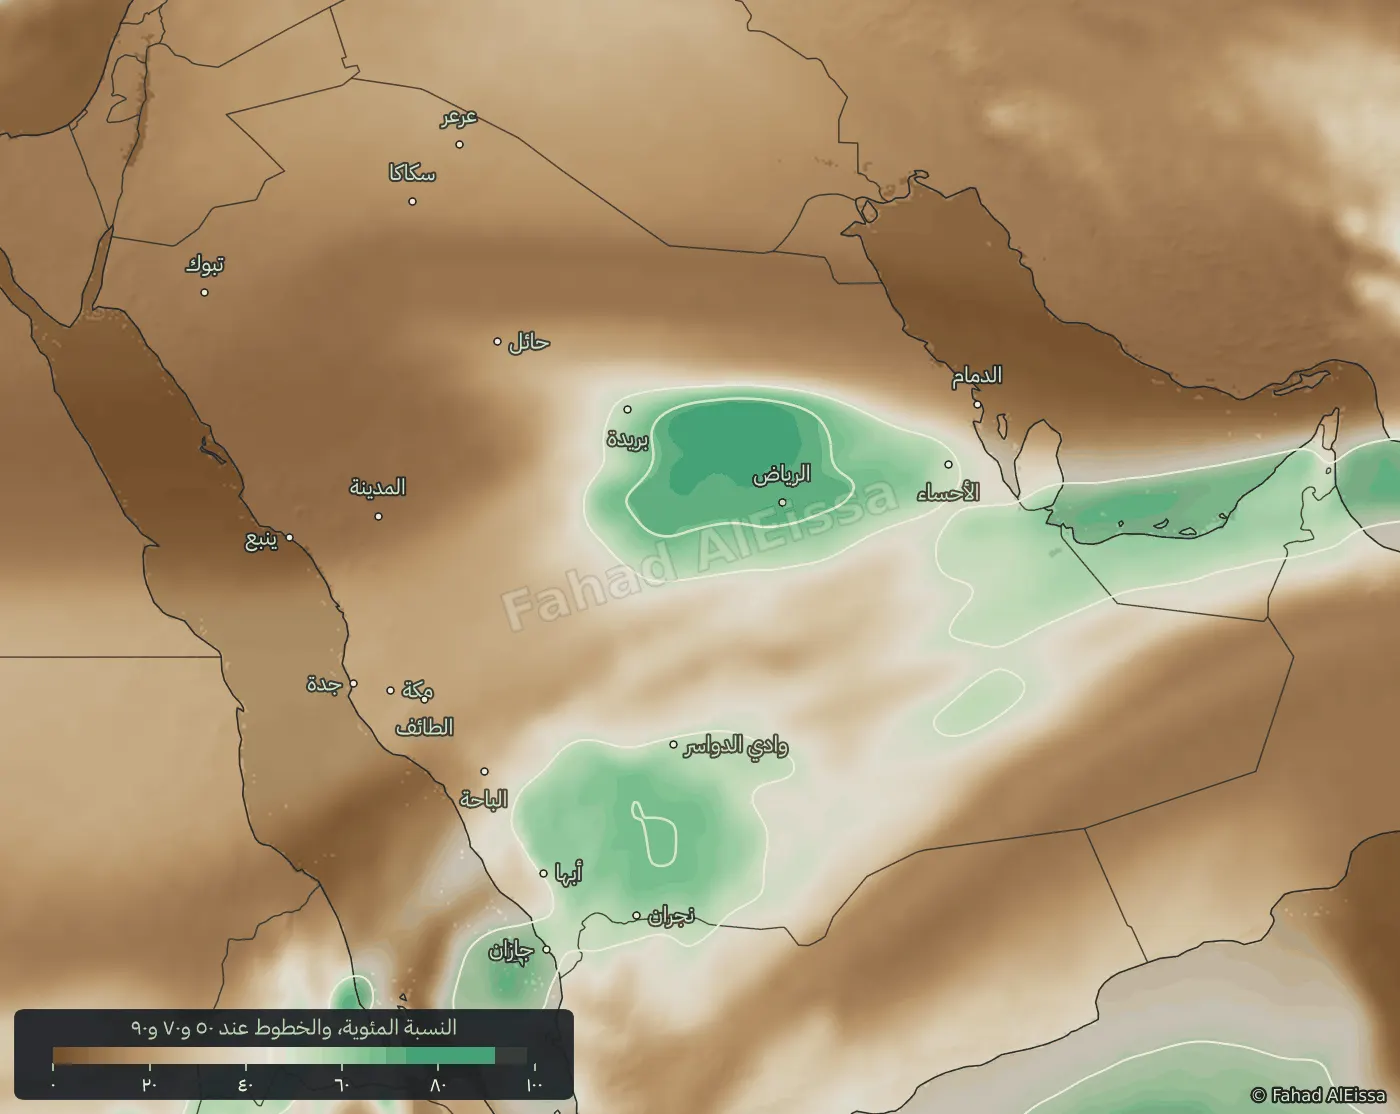 عرعر
سكاكا
تبوك
حائل
الدمام
بريدة
الرياض
الأحساء
المدينة
ينبع
Fahad AlEissa
جدة
مكة
الطائف
وادي الدواسر
الباحة
أبها
نجران
جازان
النسبة المئوية، والخطوط عند ٥٠ و٧٠ و٩٠
٠ ٢٠ ٤٠ ٦٠ ٨٠ ١٠٠
© Fahad AlEissa